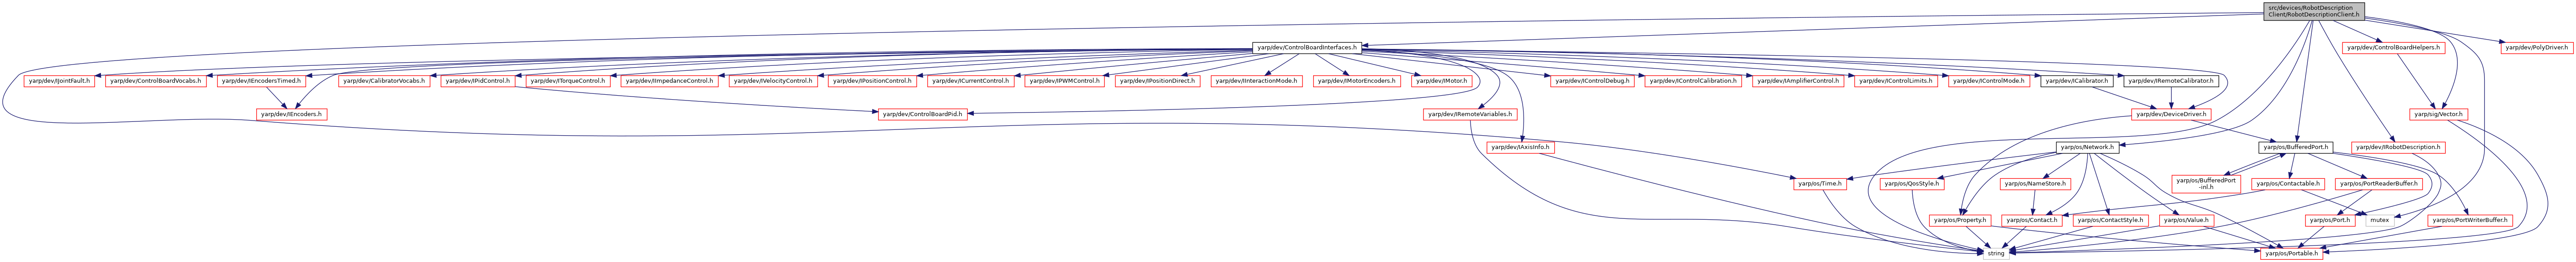 src/devices/RobotDescription
Client/RobotDescriptionClient.h
yarp/dev/ControlBoardInterfaces.h
yarp/dev/ControlBoardHelpers.h
yarp/dev/PolyDriver.h
yarp/dev/IJointFault.h
yarp/dev/ControlBoardVocabs.h
yarp/dev/IEncodersTimed.h
yarp/dev/CalibratorVocabs.h
yarp/dev/IPidControl.h
yarp/dev/ITorqueControl.h
yarp/dev/IImpedanceControl.h
yarp/dev/IVelocityControl.h
yarp/dev/IPositionControl.h
yarp/dev/ICurrentControl.h
yarp/dev/IPWMControl.h
yarp/dev/IPositionDirect.h
yarp/dev/IInteractionMode.h
yarp/dev/IMotorEncoders.h
yarp/dev/IMotor.h
yarp/dev/IControlDebug.h
yarp/dev/IControlCalibration.h
yarp/dev/IAmplifierControl.h
yarp/dev/IControlLimits.h
yarp/dev/IControlMode.h
yarp/dev/ICalibrator.h
yarp/dev/IRemoteCalibrator.h
yarp/dev/IEncoders.h
yarp/dev/ControlBoardPid.h
yarp/dev/IRemoteVariables.h
yarp/dev/DeviceDriver.h
yarp/sig/Vector.h
yarp/dev/IAxisInfo.h
yarp/os/Network.h
yarp/os/BufferedPort.h
yarp/dev/IRobotDescription.h
yarp/os/Time.h
yarp/os/QosStyle.h
yarp/os/NameStore.h
yarp/os/BufferedPort
-inl.h
yarp/os/Contactable.h
yarp/os/PortReaderBuffer.h
yarp/os/Property.h
yarp/os/Contact.h
yarp/os/ContactStyle.h
yarp/os/Value.h
yarp/os/Port.h
mutex
yarp/os/PortWriterBuffer.h
string
yarp/os/Portable.h